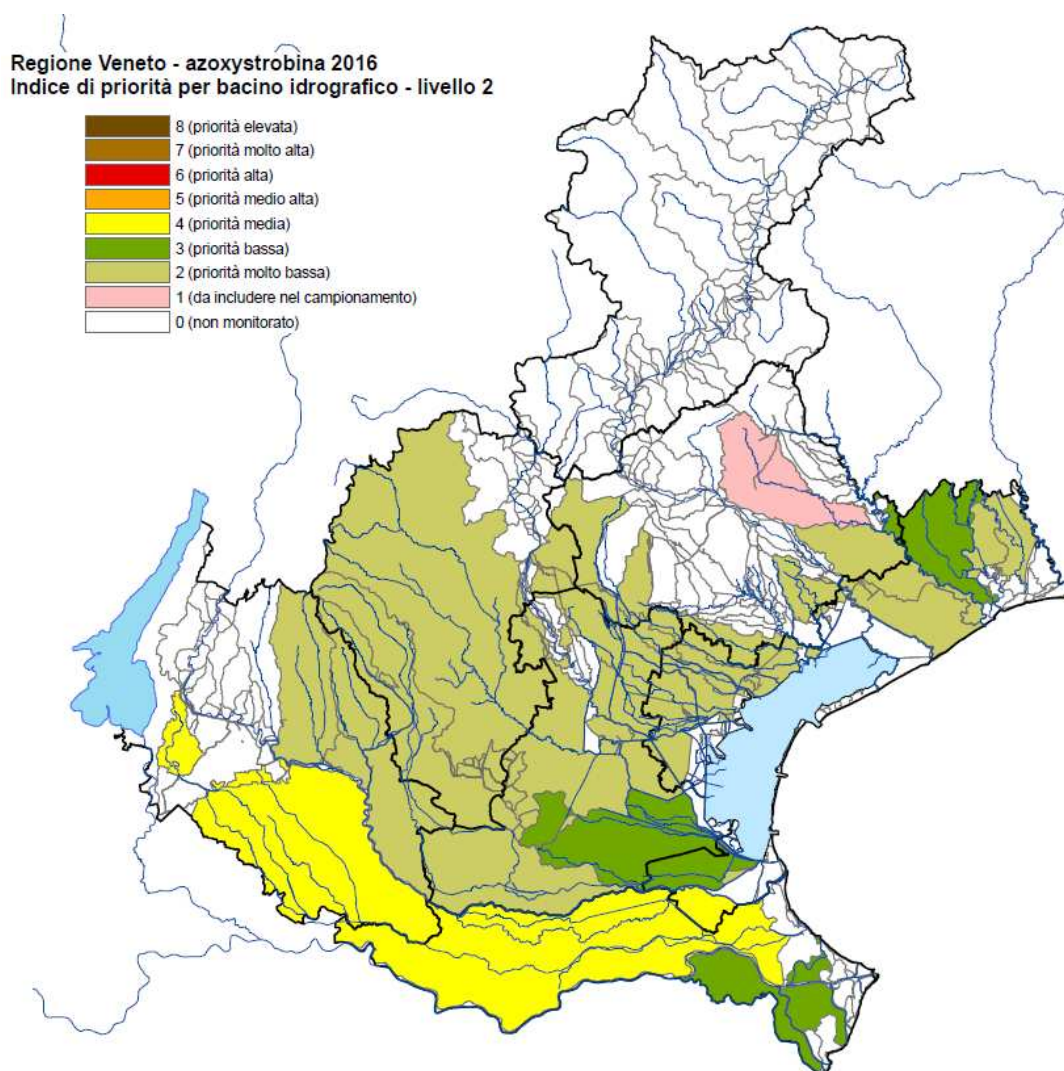 Regione Veneto - azoxystrobina 2016
Indice di priorità per bacino idrografico - livello 2
8 (priorità elevata)
7 (priorità molto alta)
6 (priorità alta)
5 (priorità medio alta)
4 (priorità media)
3 (priorità bassa)
2 (priorità molto bassa)
1 (da includere nel campionamento)
0 (non monitorato)